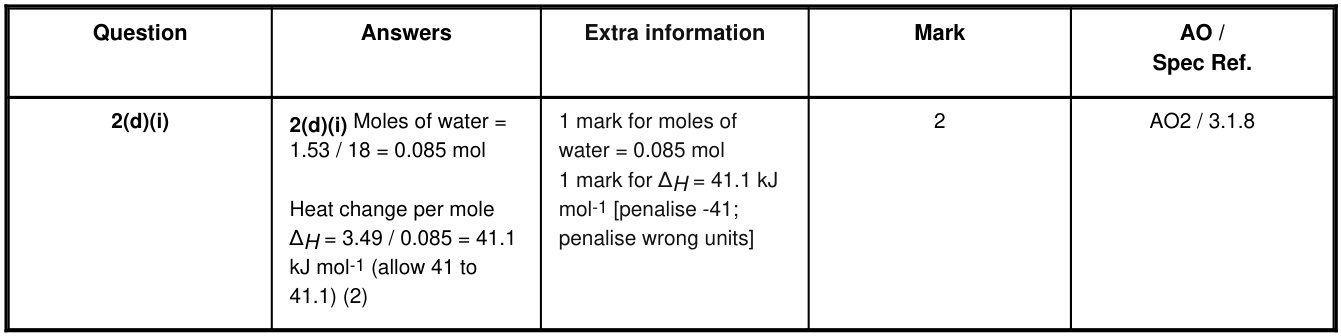 Question
Answers
Extra information
Mark
AO /
Spec Ref.
2(d)(i)
2(d)(i) Moles of water =
1.53 / 18 = 0.085 mol
Heat change per mole
ΔH = 3.49 / 0.085 = 41.1
kJ mol-1 (allow 41 to
41.1) (2)
1 mark for moles of
water = 0.085 mol
1 mark for ΔH = 41.1 kJ
mol-1 [penalise -41;
penalise wrong units]
2
AO2 / 3.1.8